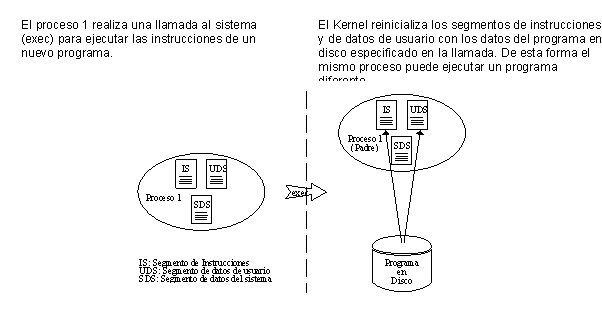 El proceso 1 realiza una llamada al sistema
(exec) para ejecutar las instrucciones de un
nuevo programa.
El Kernel reinicializa los segmentos de instrucciones
y de datos de usuario con los datos del programa en
disco especificado en la llamada. De esta forma el
mismo proceso puede ejecutar un programa
diferente
IS
UDS
Proceso 1
SDS
exec
IS
UDS
Proceso 1
(Padre)
SDS
Programa
en
Disco
IS: Segmento de Instrucciones
UDS: Segmento de datos de usuario
SDS: Segmento de datos del sistema